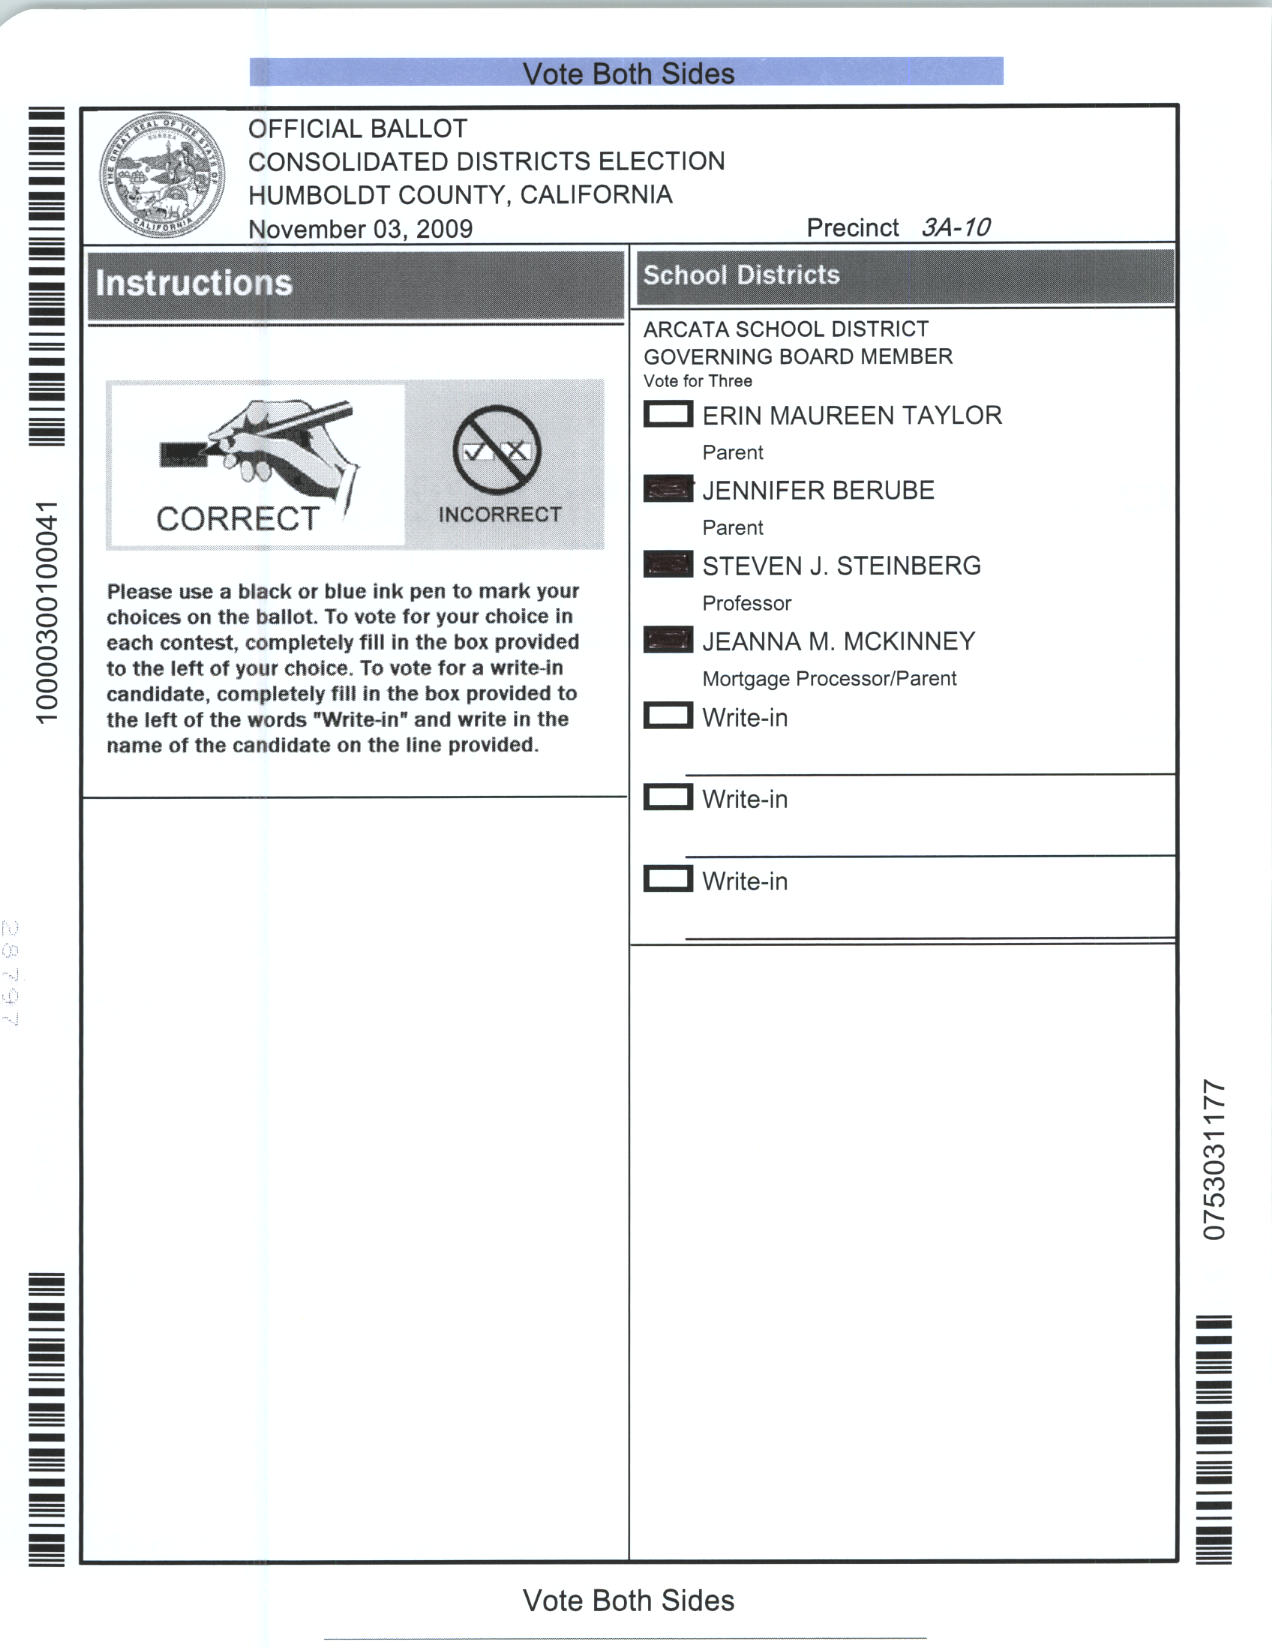 Vote Both Sides
OFFICIAL BALLOT
CONSOLIDATED DISTRICTS ELECTION
HUMBOLDT COUNTY, CALIFORNIA
November 03, 2009
Precinct 3A-10
THE GREAT SEAL OF THE STATE OF CALIFORNIA
EUREKA
Instructions
CORRECT
INCORRECT
Please use a black or blue ink pen to mark your
choices on the ballot. To vote for your choice in
each contest, completely fill in the box provided
to the left of your choice. To vote for a write-in
candidate, completely fill in the box provided to
the left of the words "Write-in" and write in the
name of the candidate on the line provided.
School Districts
ARCATA SCHOOL DISTRICT
GOVERNING BOARD MEMBER
Vote for Three
ERIN MAUREEN TAYLOR
Parent
JENNIFER BERUBE
Parent
STEVEN J. STEINBERG
Professor
JEANNA M. MCKINNEY
Mortgage Processor/Parent
Write-in
Write-in
Write-in
10000300100041
28797
0753031177
Vote Both Sides